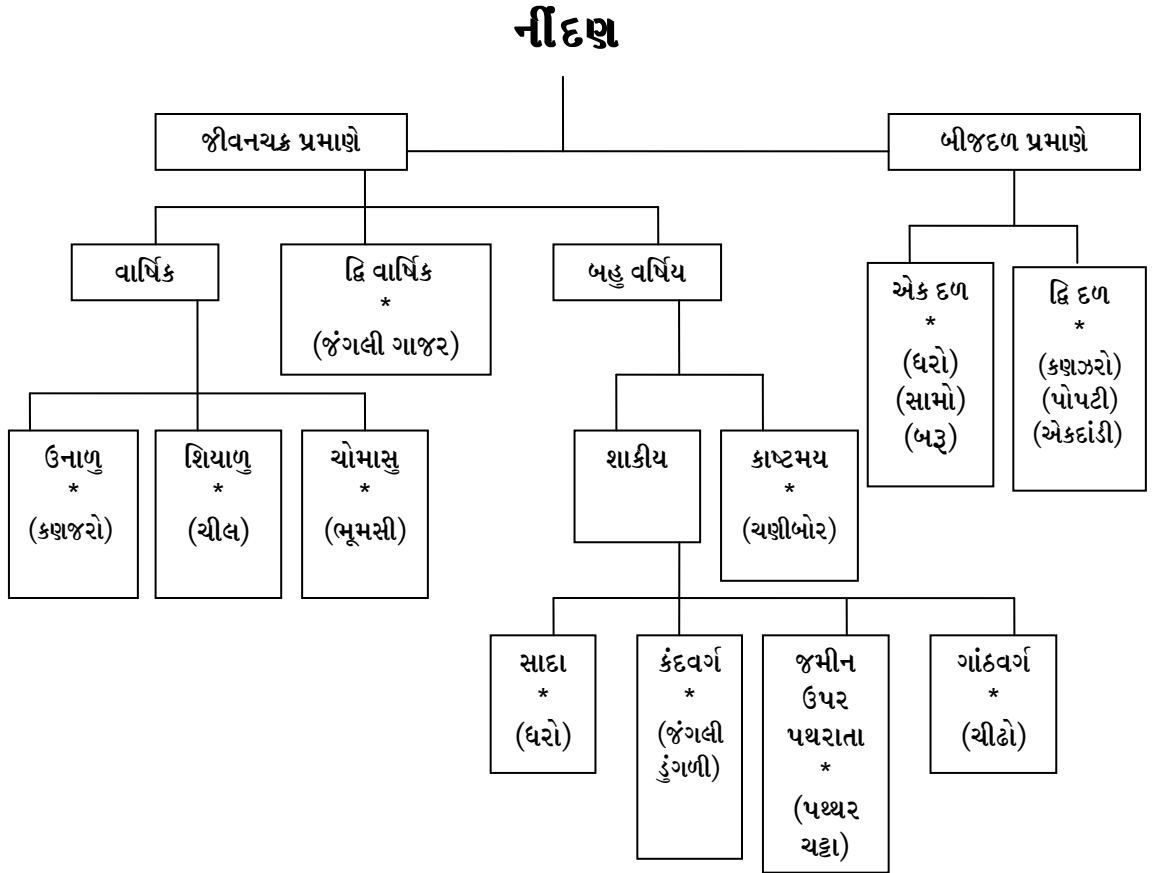 નીંદણ
જીવનચક્ર પ્રમાણે
બીજદળ પ્રમાણે
વાર્ષિક
દ્વિ વાર્ષિક
*
(જંગલી ગાજર)
બહુ વર્ષિય
એક દળ
*
(ધરો)
(સામો)
(બરૂ)
દ્વિ દળ
*
(કણઝરો)
(પોપટી)
(એકદાંડી)
ઉનાળુ
*
(કણજરો)
શિયાળુ
*
(ચીલ)
ચોમાસુ
*
(ભૂમસી)
શાકીય
કાષ્ટમય
*
(ચણીબોર)
સાદા
*
(ધરો)
કંદવર્ગ
*
(જંગલી
ડુંગળી)
જમીન
ઉપર
પથરાતા
*
(પથ્થર
ચટ્ટા)
ગાંઠવર્ગ
*
(ચીઢો)